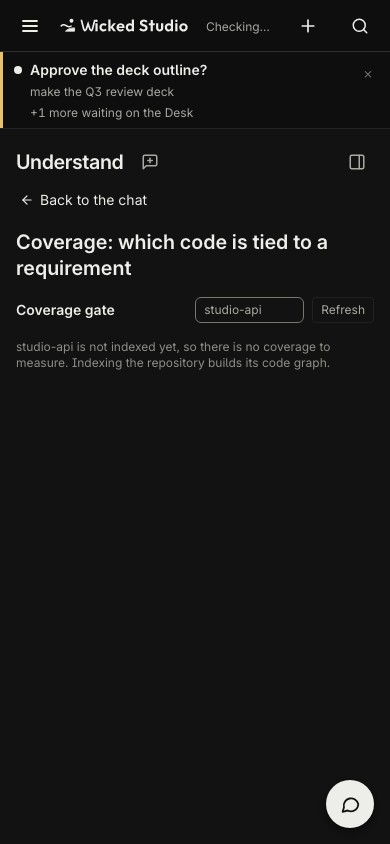 Wicked Studio
Checking...
Approve the deck outline?
make the Q3 review deck
+1 more waiting on the Desk
Understand
Back to the chat
Coverage: which code is tied to a
requirement
Coverage gate
studio-api
Refresh
studio-api is not indexed yet, so there is no coverage to
measure. Indexing the repository builds its code graph.